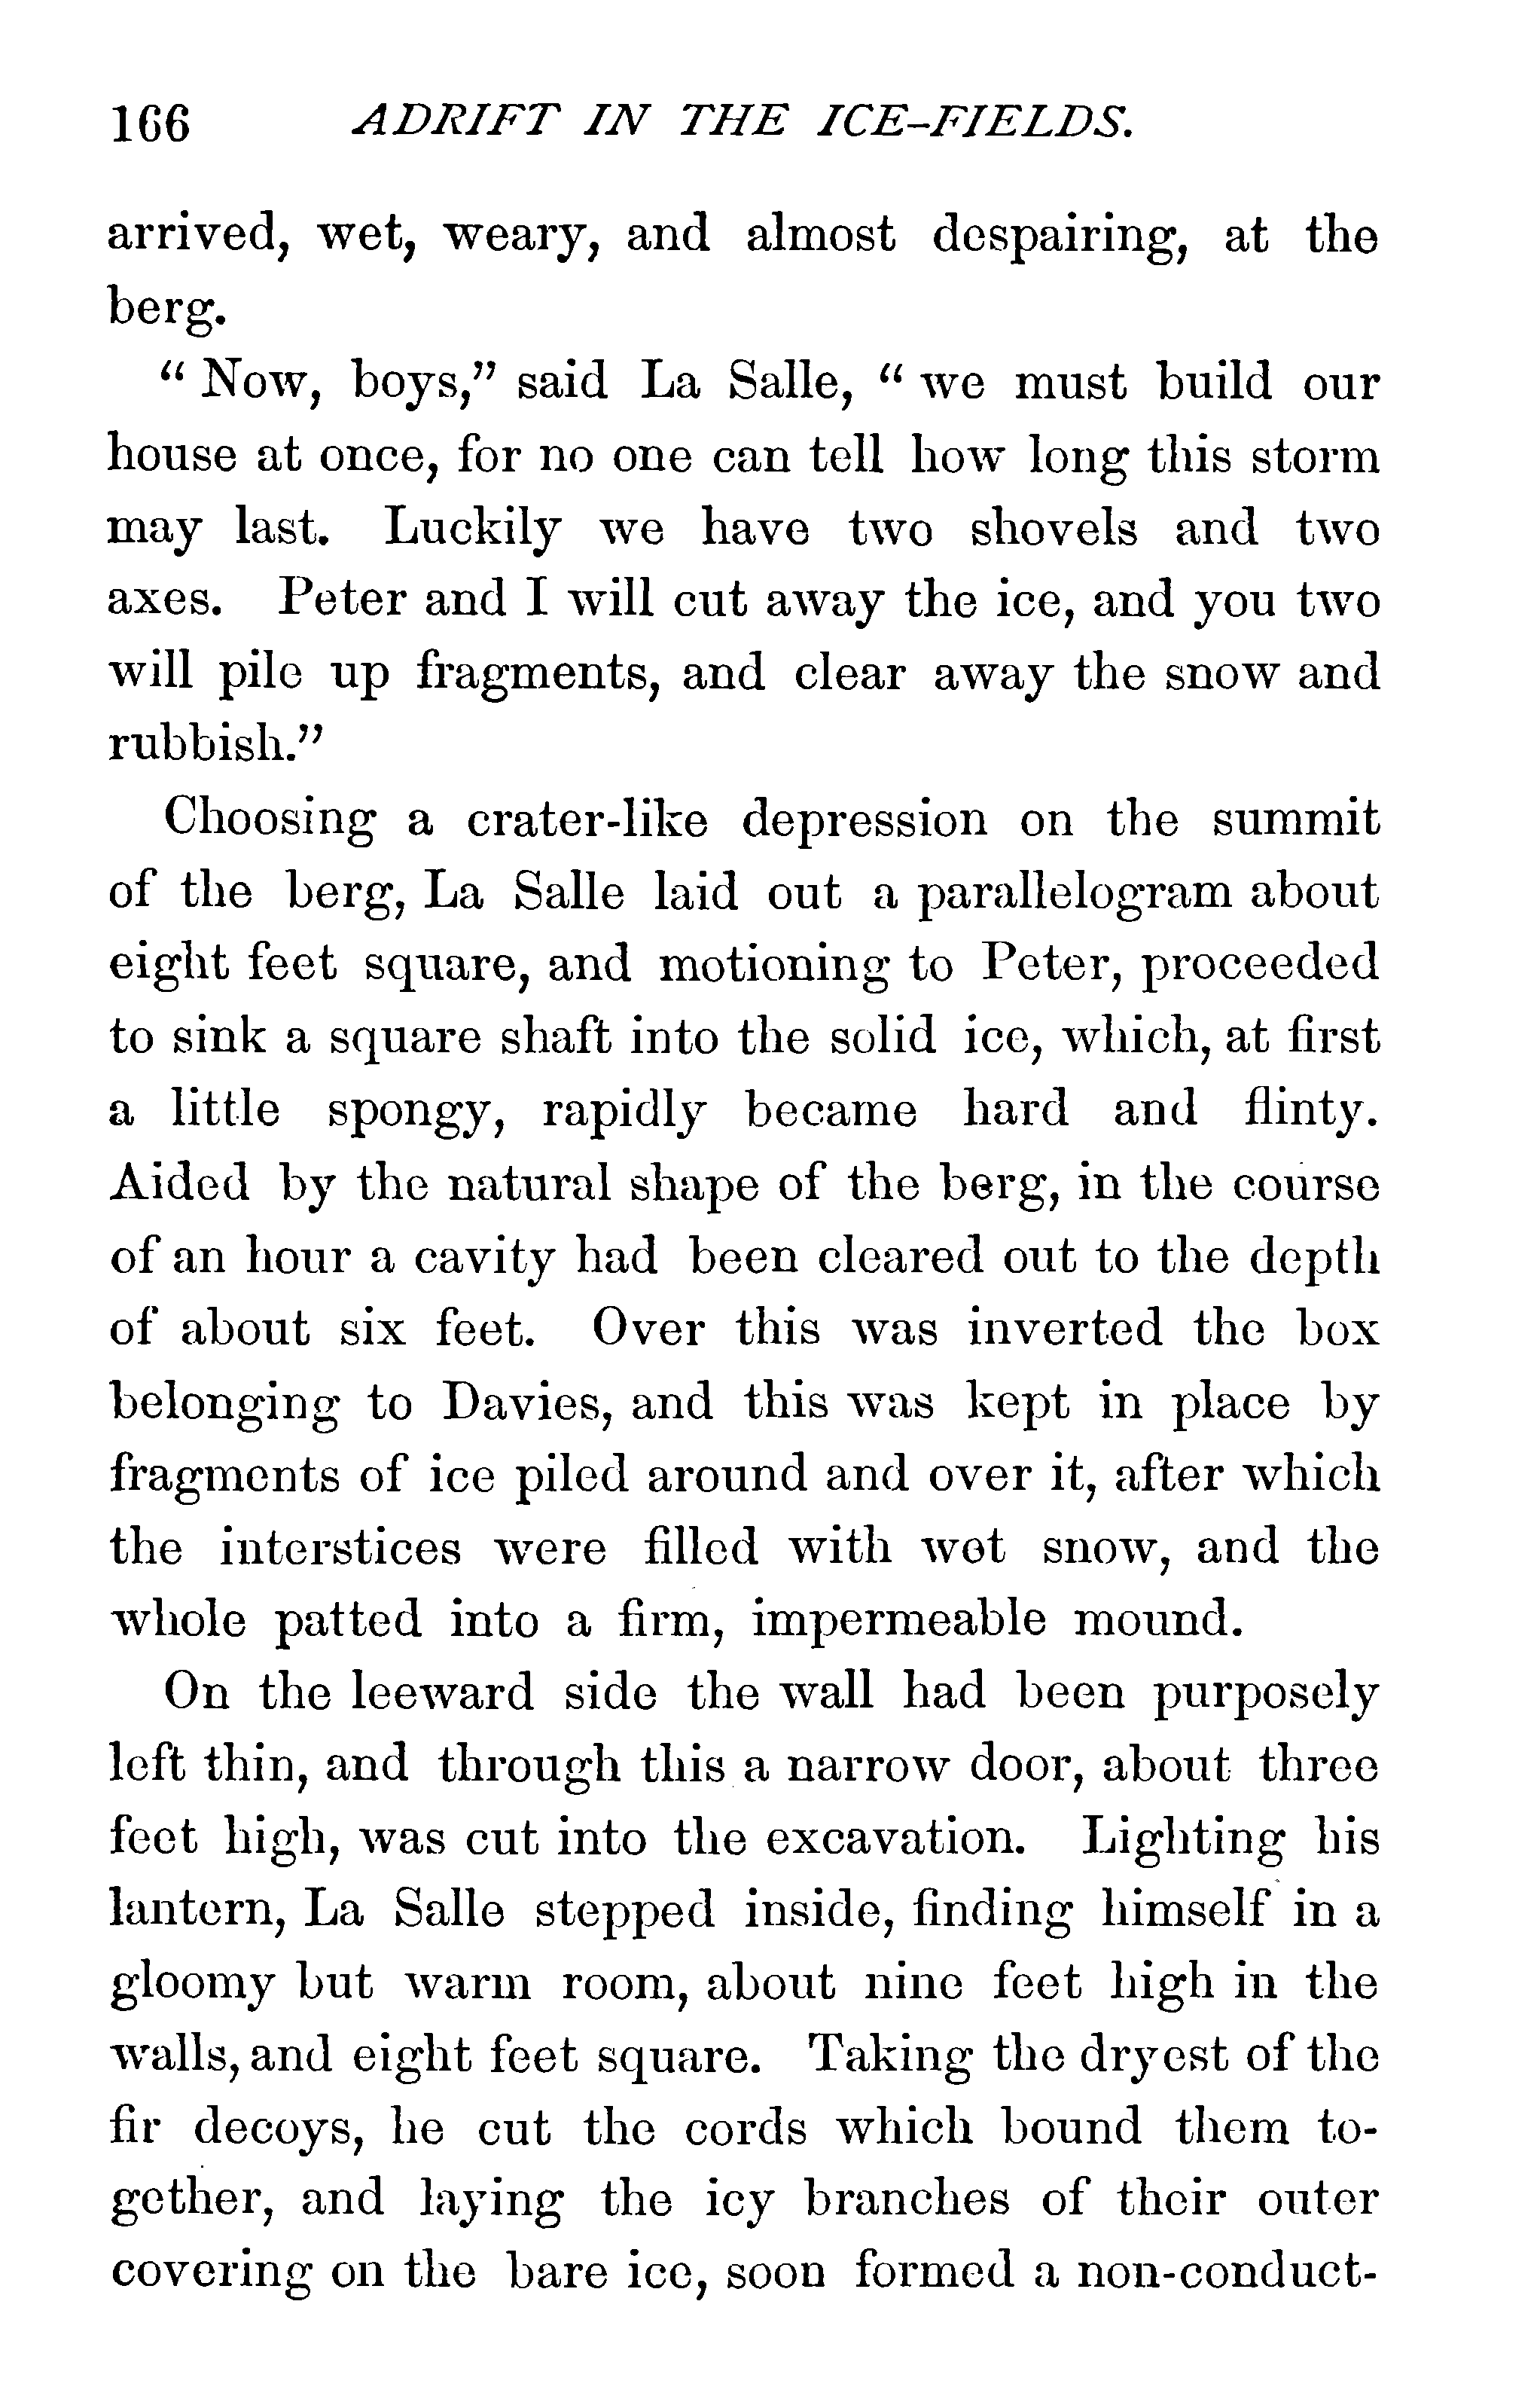 166 ADRIFT IN THE ICE-FIELDS.
arrived, wet, weary, and almost despairing, at the
berg.
“Now, boys,” said La Salle, “we must build our
house at once, for no one can tell how long this storm
may last. Luckily we have two shovels and two
axes. Peter and I will cut away the ice, and you two
will pile up fragments, and clear away the snow and
rubbish.”
Choosing a crater-like depression on the summit
of the berg, La Salle laid out a parallelogram about
eight feet square, and motioning to Peter, proceeded
to sink a square shaft into the solid ice, which, at first
a little spongy, rapidly became hard and flinty.
Aided by the natural shape of the berg, in the course
of an hour a cavity had been cleared out to the depth
of about six feet. Over this was inverted the box
belonging to Davies, and this was kept in place by
fragments of ice piled around and over it, after which
the interstices were filled with wet snow, and the
whole patted into a firm, impermeable mound.
On the leeward side the wall had been purposely
left thin, and through this a narrow door, about three
feet high, was cut into the excavation. Lighting his
lantern, La Salle stepped inside, finding himself in a
gloomy but warm room, about nine feet high in the
walls, and eight feet square. Taking the dryest of the
fir decoys, he cut the cords which bound them to-
gether, and laying the icy branches of their outer
covering on the bare ice, soon formed a non-conduct-